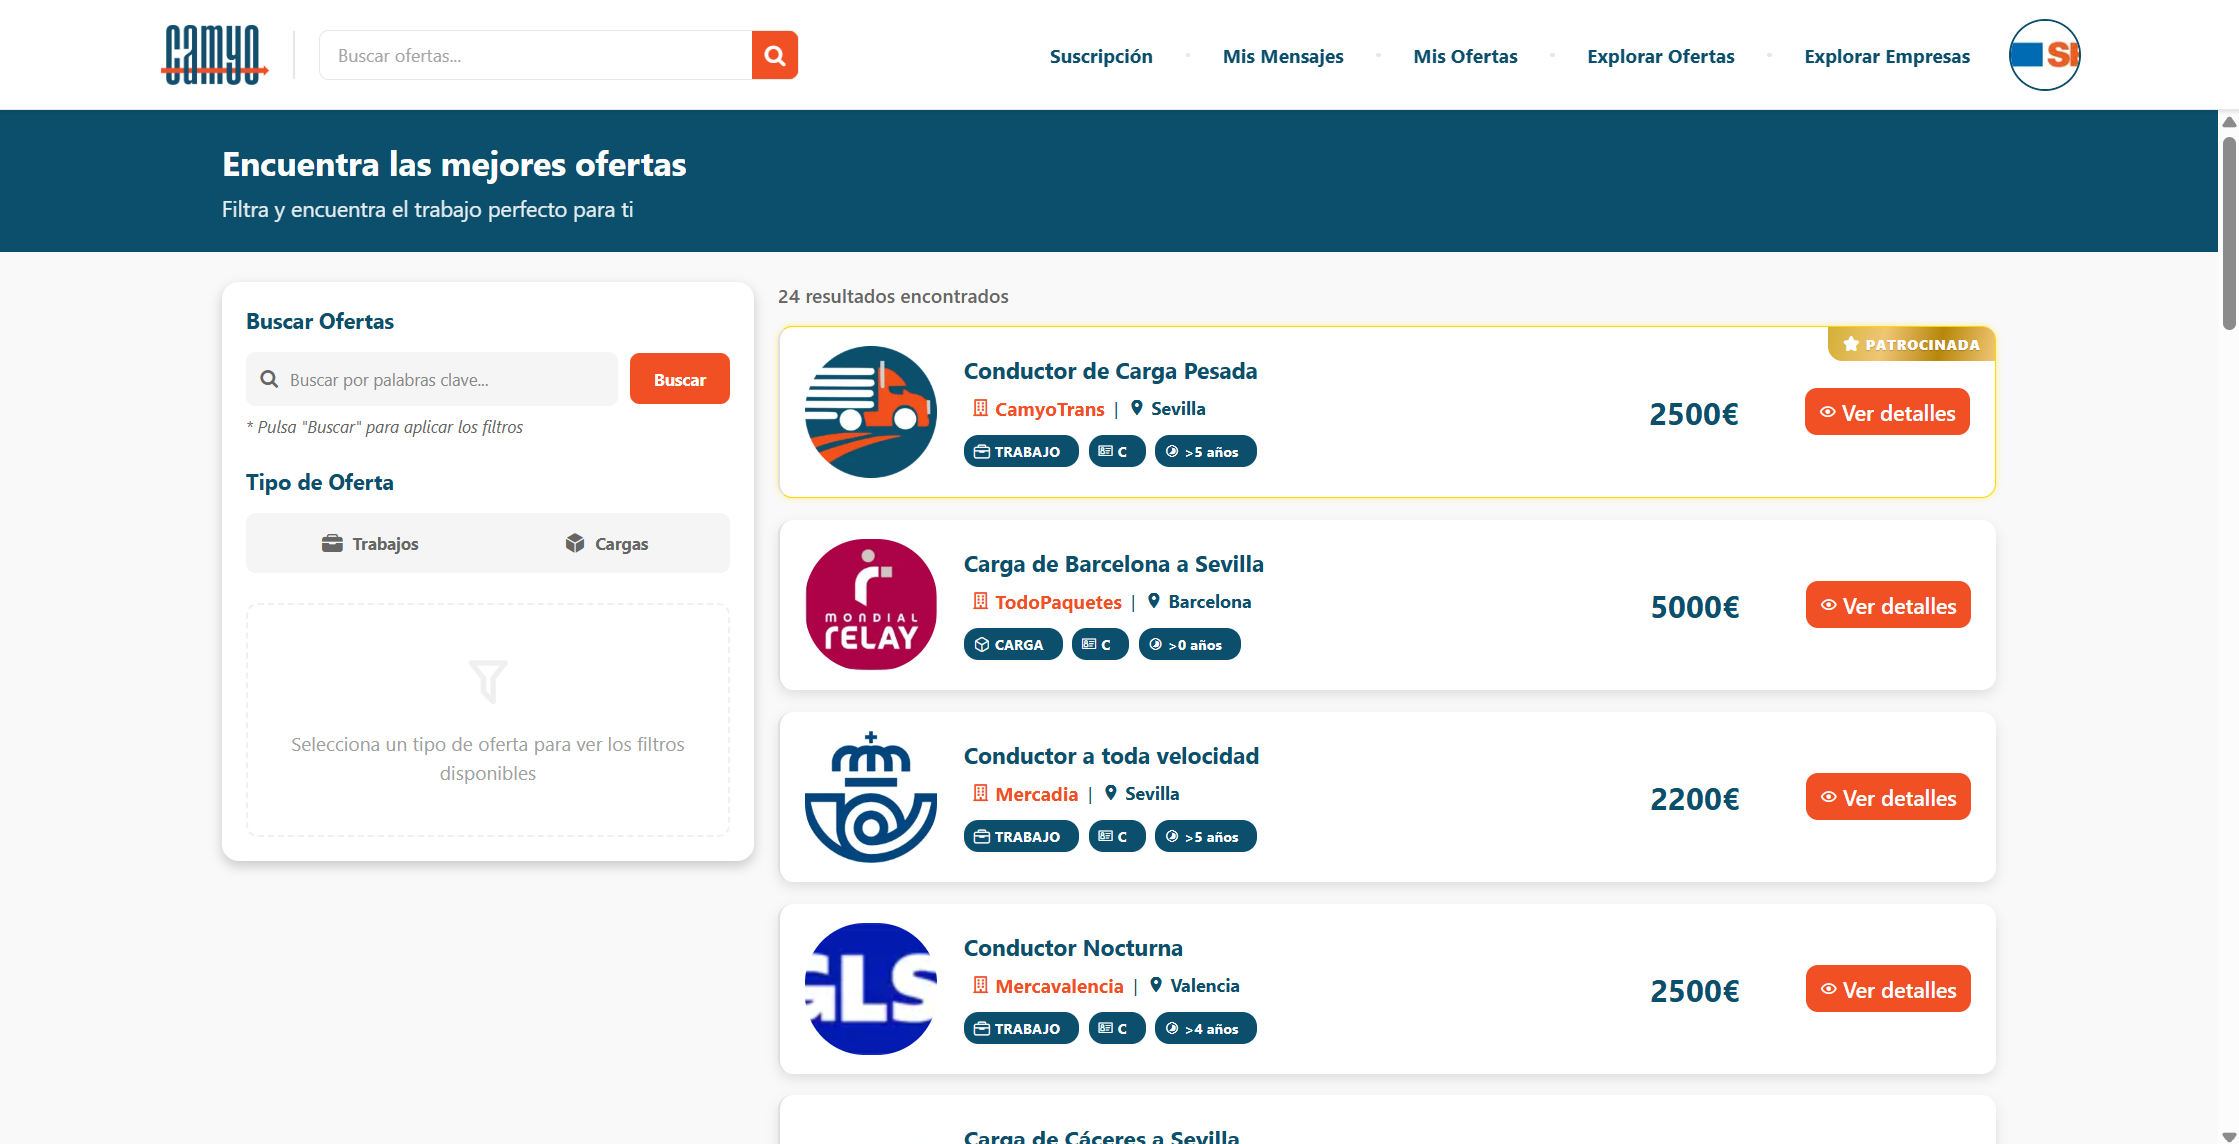 camyo
Buscar ofertas...
Suscripción
Mis Mensajes
Mis Ofertas
Explorar Ofertas
Explorar Empresas
Encuentra las mejores ofertas
Filtra y encuentra el trabajo perfecto para ti
Buscar Ofertas
Buscar por palabras clave...
Buscar
* Pulsa "Buscar" para aplicar los filtros
Tipo de Oferta
Trabajos
Cargas
Selecciona un tipo de oferta para ver los filtros
disponibles
24 resultados encontrados
PATROCINADA
Conductor de Carga Pesada
CamyoTrans | Sevilla
TRABAJO C >5 años
2500€
Ver detalles
MONDIAL
RELAY
Carga de Barcelona a Sevilla
TodoPaquetes | Barcelona
CARGA C >0 años
5000€
Ver detalles
Conductor a toda velocidad
Mercadia | Sevilla
TRABAJO C >5 años
2200€
Ver detalles
GLS
Conductor Nocturna
Mercavalencia | Valencia
TRABAJO C >4 años
2500€
Ver detalles
Carga de Cáceres a Sevilla